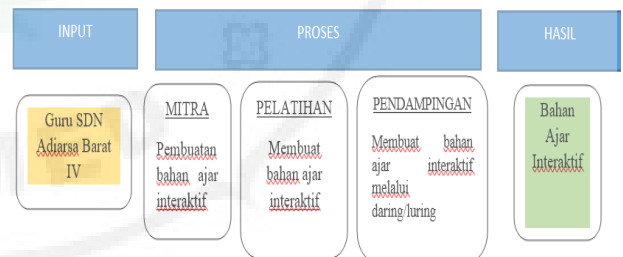 INPUT
PROSES
HASIL
Guru SDN
Adiarsa Barat
IV
MITRA
Pembuatan
bahan ajar
interaktif
PELATIHAN
Membuat
bahan ajar
interaktif
PENDAMPINGAN
Membuat bahan
ajar interaktif
melalui
daring/luring
Bahan
Ajar
Interaktif